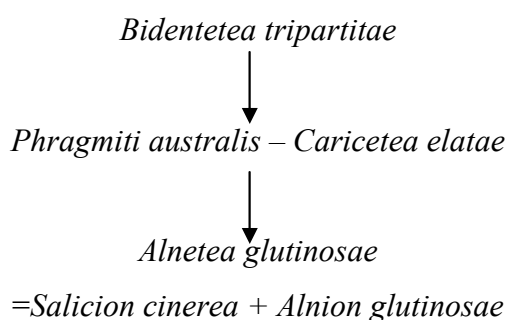 Bidentetea tripartitae
Phragmiti australis – Caricetea elatae
Alnetea glutinosae
=Salicion cinerea + Alnion glutinosae